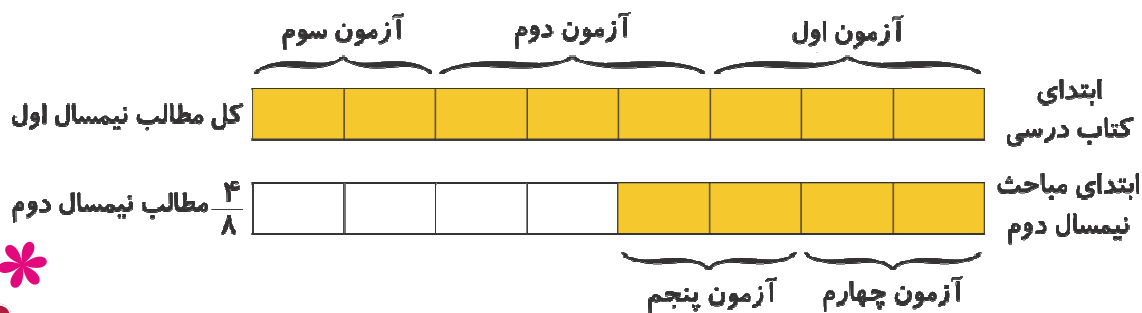 آزمون اول
آزمون دوم
آزمون سوم
ابتدای
کتاب درسی
کل مطالب نیمسال اول
ابتدای مباحث
نیمسال دوم
۴/۸ مطالب نیمسال دوم
آزمون چهارم
آزمون پنجم